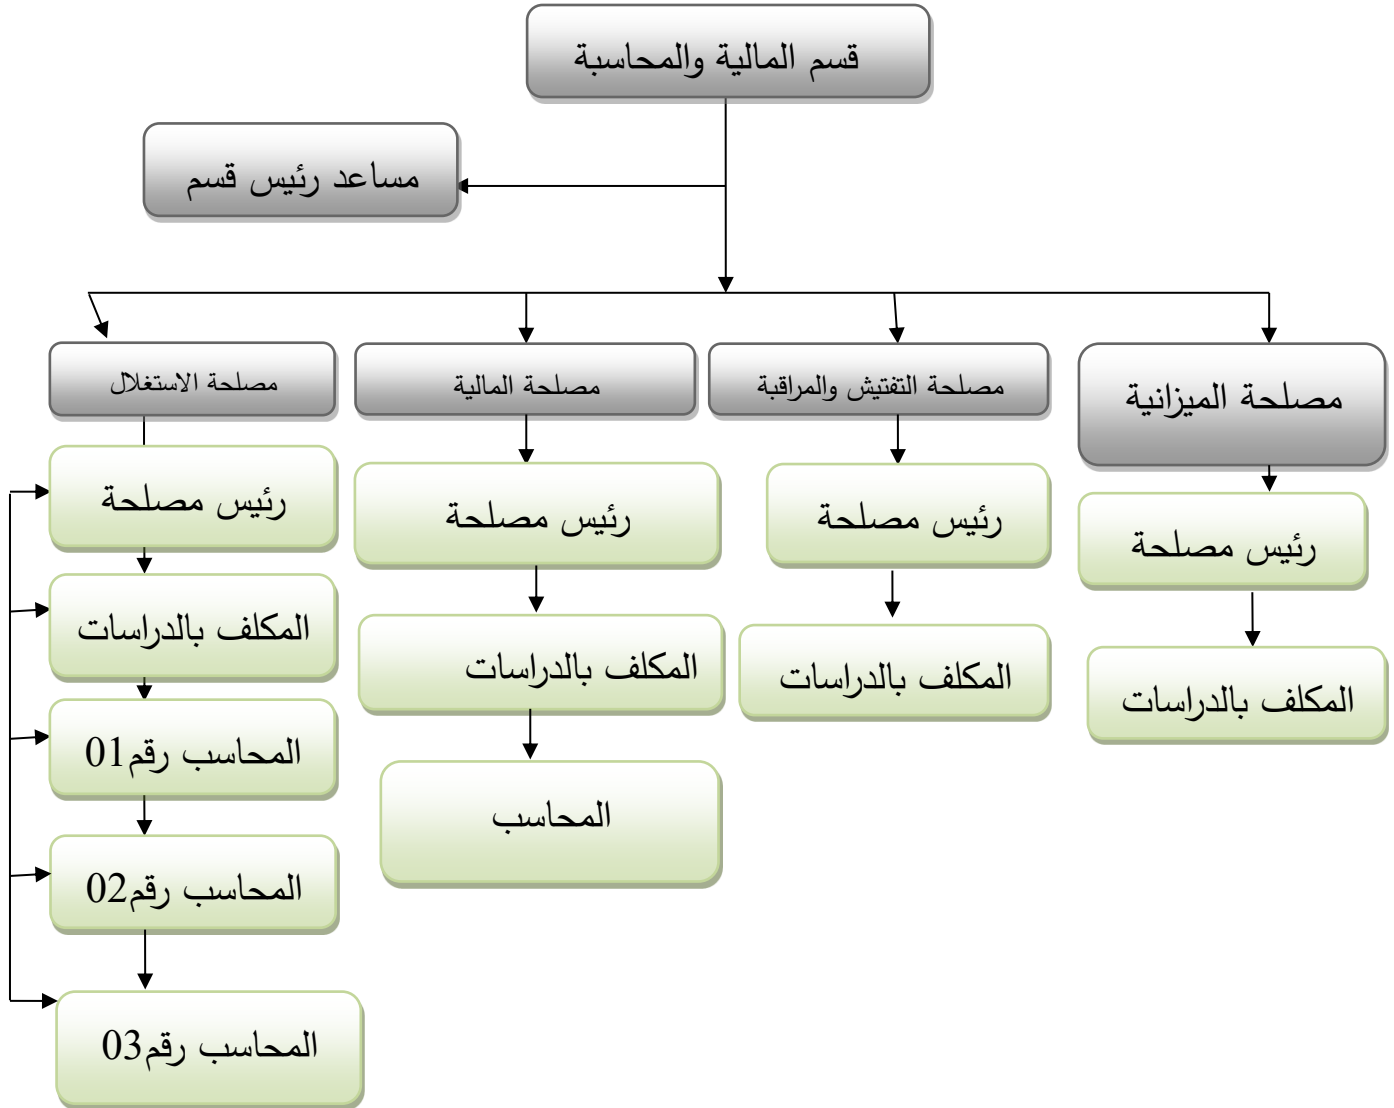 قسم المالية والمحاسبة
مساعد رئيس قسم
مصلحة الميزانية
مصلحة التفتيش والمراقبة
مصلحة المالية
مصلحة الاستغلال
رئيس مصلحة
رئيس مصلحة
رئيس مصلحة
رئيس مصلحة
المكلف بالدراسات
المكلف بالدراسات
المكلف بالدراسات
المكلف بالدراسات
المحاسب
المحاسب رقم01
المحاسب رقم02
المحاسب رقم03